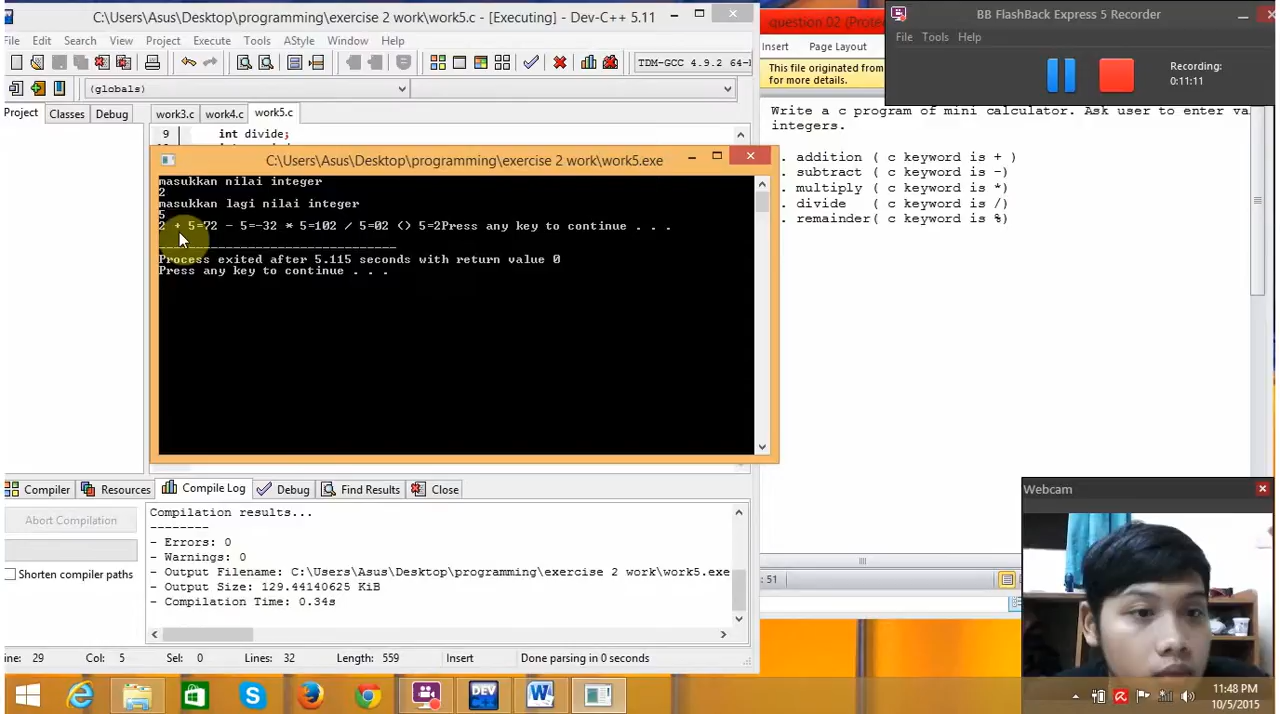 C:\Users\Asus\Desktop\programming\exercise 2 work\work5.c - [Executing] - Dev-C++ 5.11
File Edit Search View Project Execute Tools AStyle Window Help
TDM-GCC 4.9.2 64-
(globals)
Project Classes Debug
work3.c work4.c work5.c
9 int divide;
C:\Users\Asus\Desktop\programming\exercise 2 work\work5.exe
masukkan nilai integer
2
masukkan lagi nilai integer
5
2 + 5=72 - 5=-32 * 5=102 / 5=02 <> 5=2Press any key to continue . . .
--------------------------------
Process exited after 5.115 seconds with return value 0
Press any key to continue . . .
Compiler Resources Compile Log Debug Find Results Close
Abort Compilation
Shorten compiler paths
Compilation results...
--------
- Errors: 0
- Warnings: 0
- Output Filename: C:\Users\Asus\Desktop\programming\exercise 2 work\work5.exe
- Output Size: 129.44140625 KiB
- Compilation Time: 0.34s
ine: 29 Col: 5 Sel: 0 Lines: 32 Length: 559 Insert Done parsing in 0 seconds
question 02 (Prote
Insert Page Layout
This file originated from
for more details.
BB FlashBack Express 5 Recorder
File Tools Help
Recording:
0:11:11
Write a c program of mini calculator. Ask user to enter va
integers.
. addition ( c keyword is + )
. subtract ( c keyword is -)
. multiply ( c keyword is *)
. divide ( c keyword is /)
. remainder( c keyword is %)
: 51
Webcam
DEV
11:48 PM
10/5/2015